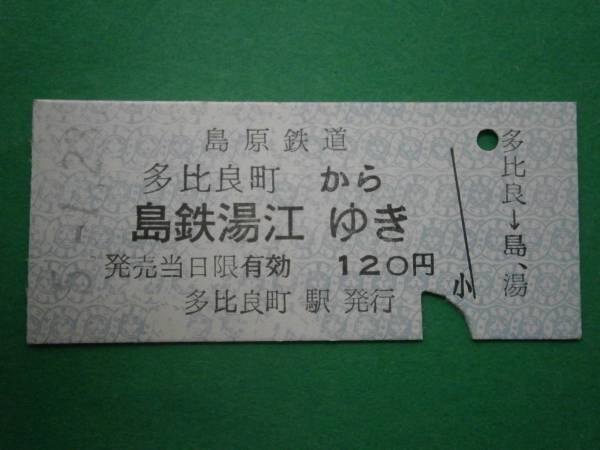 島原鉄道
多比良町 から
島鉄湯江 ゆき
発売当日限有効 120円
多比良町 駅 発行
小
多比良→島、湯